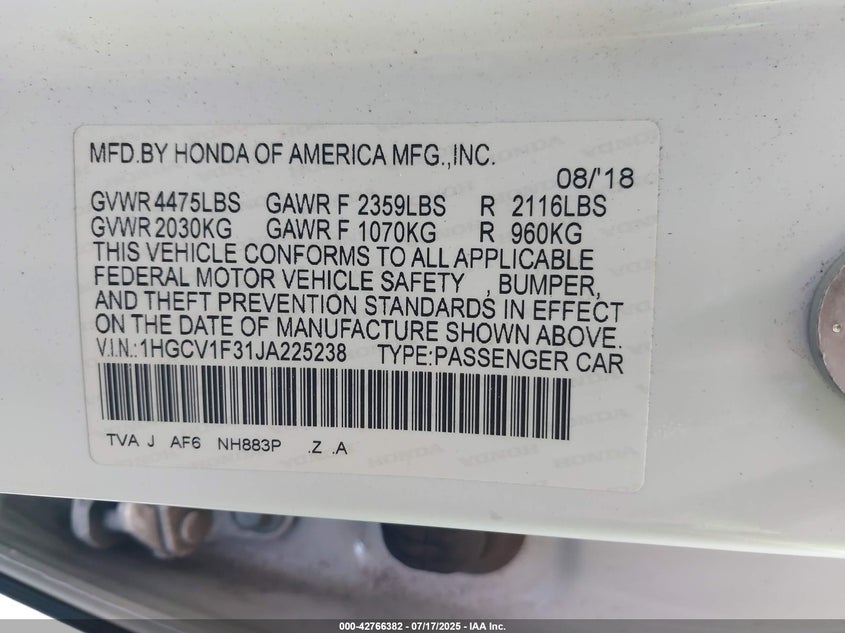 MFD.BY HONDA OF AMERICA MFG.,INC.
08/'18
GVWR 4475LBS GAWR F 2359LBS R 2116LBS
GVWR 2030KG GAWR F 1070KG R 960KG
THIS VEHICLE CONFORMS TO ALL APPLICABLE
FEDERAL MOTOR VEHICLE SAFETY , BUMPER,
AND THEFT PREVENTION STANDARDS IN EFFECT
ON THE DATE OF MANUFACTURE SHOWN ABOVE.
V.I.N.:1HGCV1F31JA225238 TYPE:PASSENGER CAR
TVA J AF6 NH883P .Z .A
HONDA
000-42766382 / 07/17/2025 - IAA Inc.